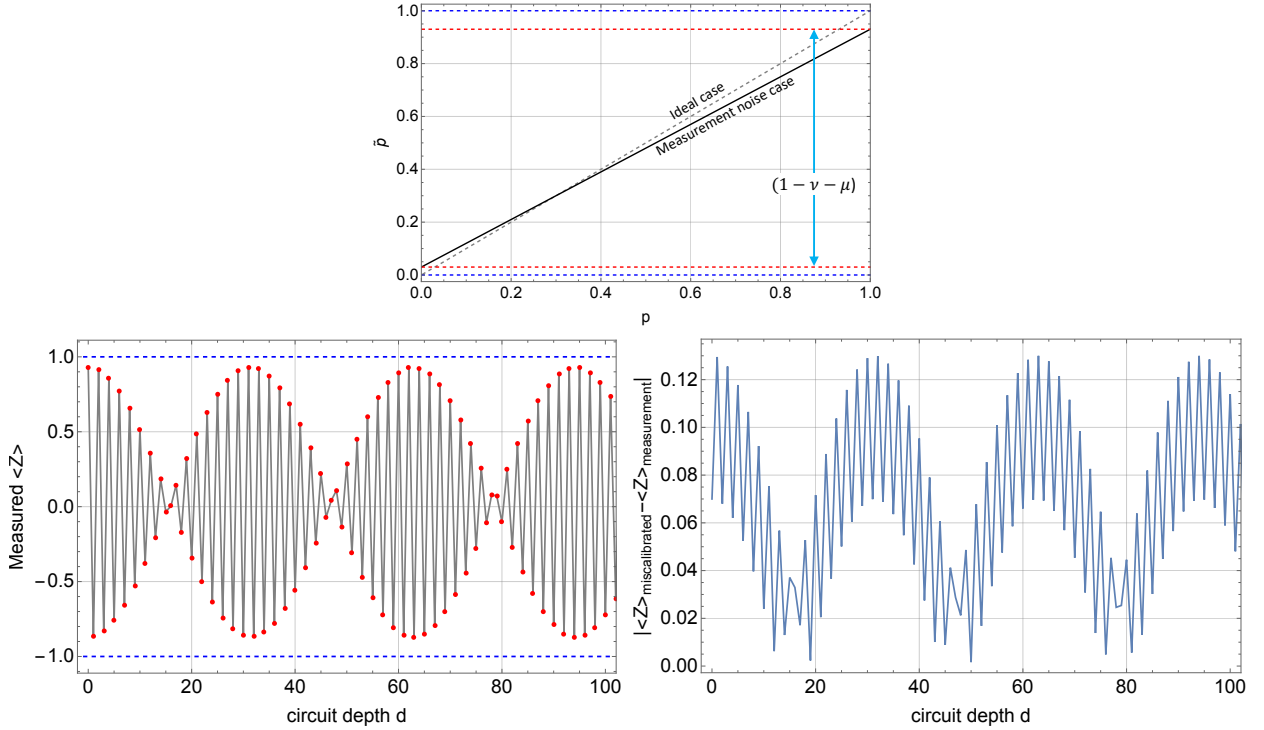 1.0
0.8
0.6
0.4
0.2
0.0
p̃
Ideal case
Measurement noise case
(1 − ν − μ)
0.0 0.2 0.4 0.6 0.8 1.0
p
1.0
0.5
0.0
−0.5
−1.0
Measured <Z>
0 20 40 60 80 100
circuit depth d
0.12
0.10
0.08
0.06
0.04
0.02
0.00
|<Z>miscalibrated−<Z>measurement|
0 20 40 60 80 100
circuit depth d